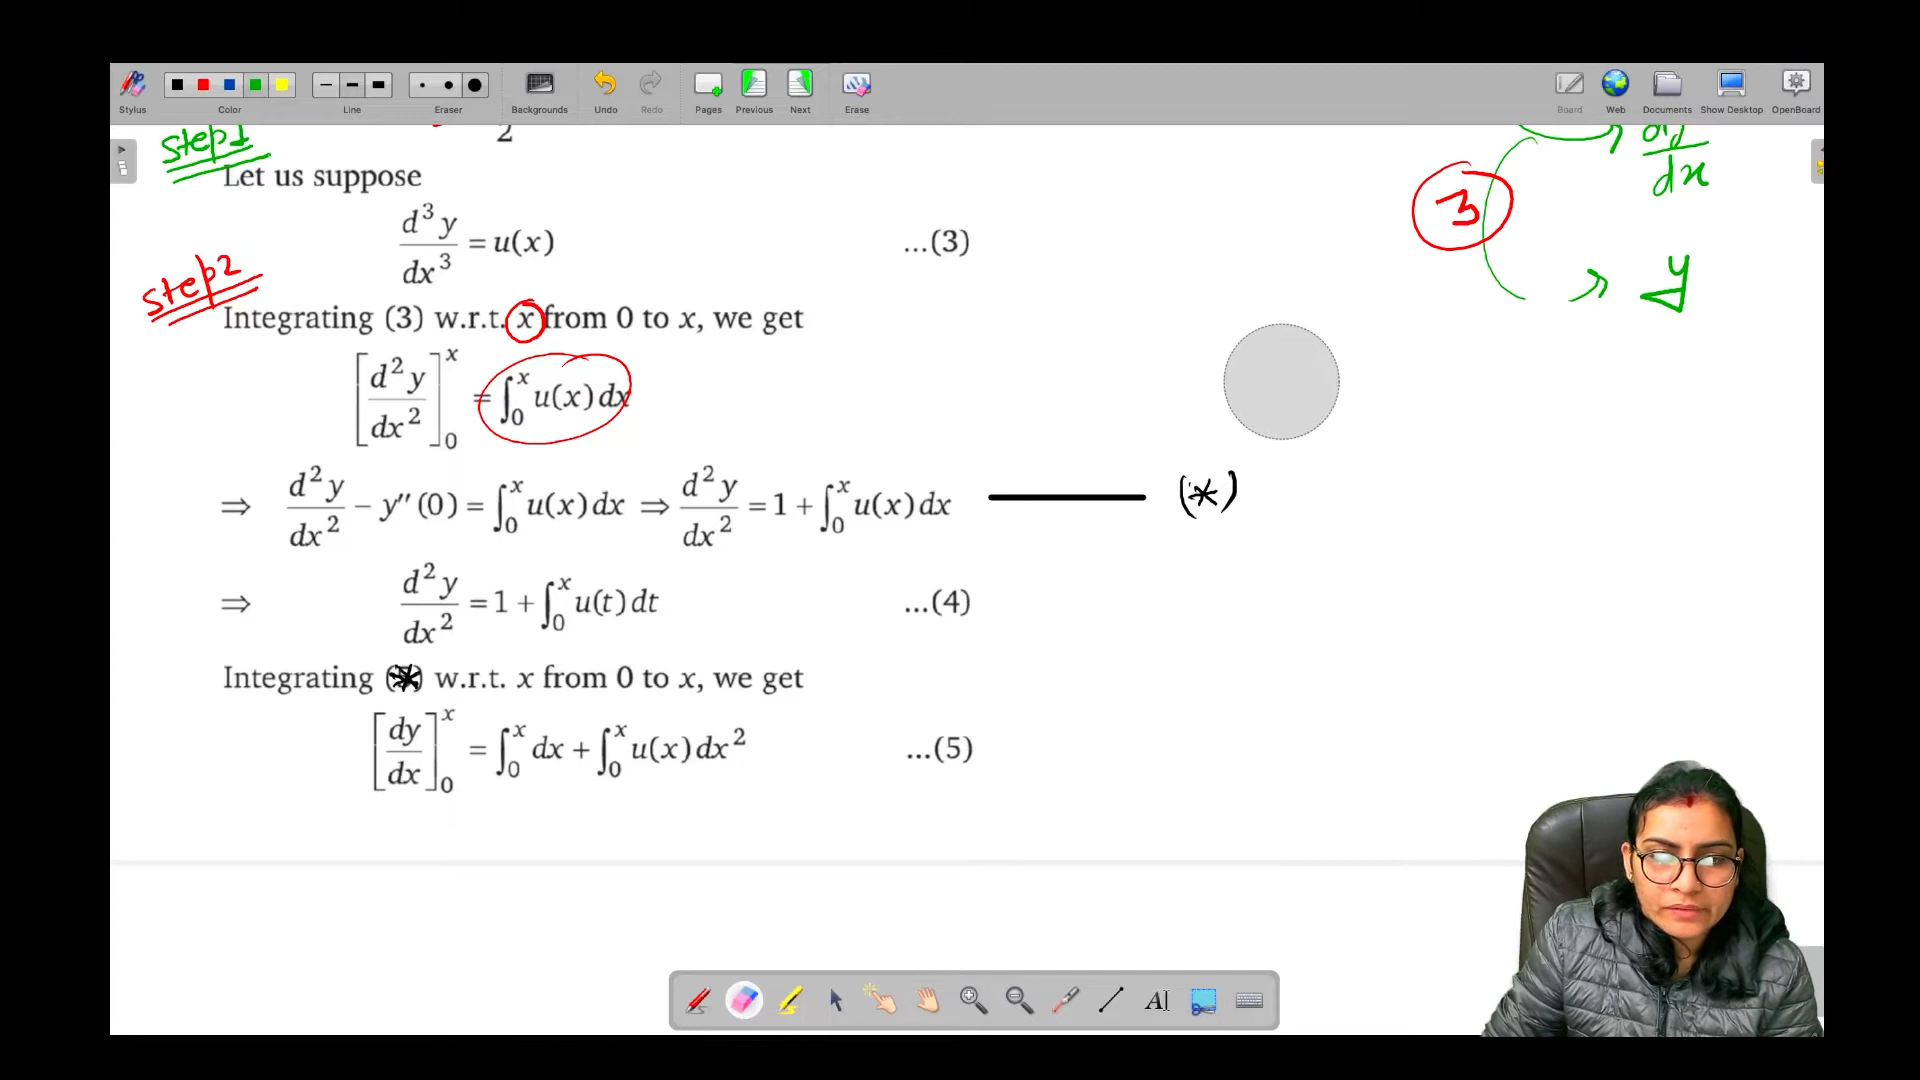 Stylus Color Line Eraser Backgrounds Undo Redo Pages Previous Next Erase Board Web Documents Show Desktop OpenBoard
2
Step1
dy/dx
Let us suppose
3
d³y/dx³ = u(x) ...(3)
Step2
y
Integrating (3) w.r.t. x from 0 to x, we get
[d²y/dx²]₀ˣ = ∫₀ˣ u(x) dx
⇒ d²y/dx² − y″(0) = ∫₀ˣ u(x) dx ⇒ d²y/dx² = 1 + ∫₀ˣ u(x) dx (*)
⇒ d²y/dx² = 1 + ∫₀ˣ u(t) dt ...(4)
Integrating (*) w.r.t. x from 0 to x, we get
[dy/dx]₀ˣ = ∫₀ˣ dx + ∫₀ˣ u(x) dx² ...(5)